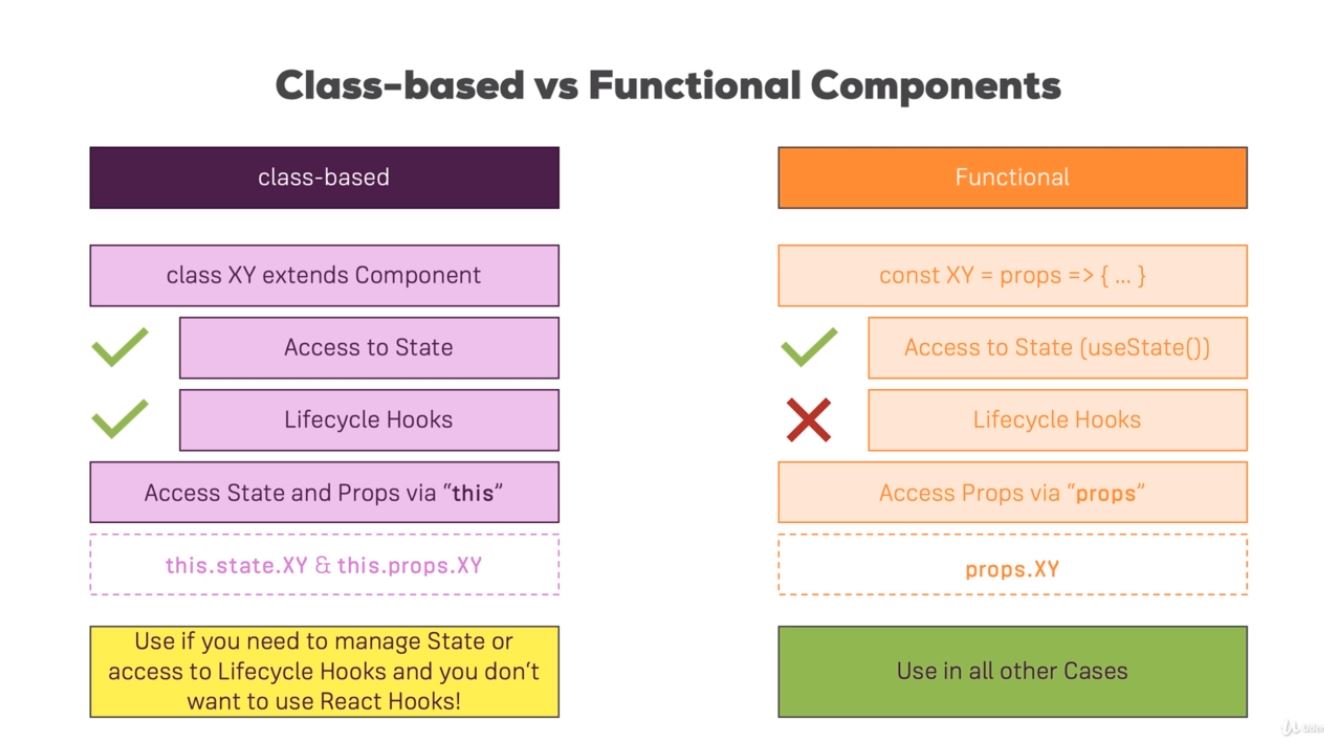 Class-based vs Functional Components
class-based
class XY extends Component
Access to State
Lifecycle Hooks
Access State and Props via “this”
this.state.XY & this.props.XY
Use if you need to manage State or
access to Lifecycle Hooks and you don’t
want to use React Hooks!
Functional
const XY = props => { ... }
Access to State (useState())
Lifecycle Hooks
Access Props via “props”
props.XY
Use in all other Cases